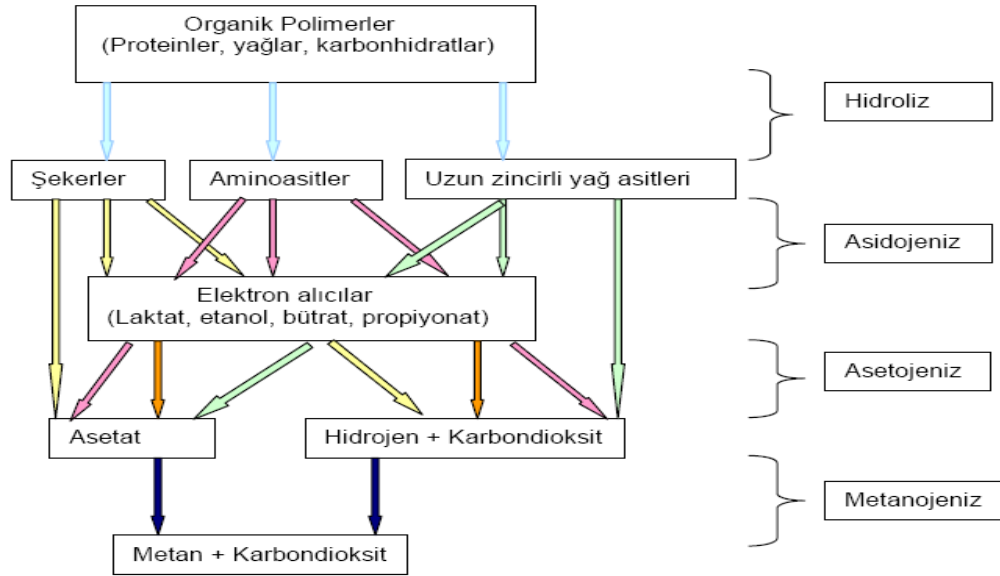 Organik Polimerler
(Proteinler, yağlar, karbonhidratlar)
Hidroliz
Şekerler
Aminoasitler
Uzun zincirli yağ asitleri
Asidojeniz
Elektron alıcılar
(Laktat, etanol, bütrat, propiyonat)
Asetojeniz
Asetat
Hidrojen + Karbondioksit
Metanojeniz
Metan + Karbondioksit